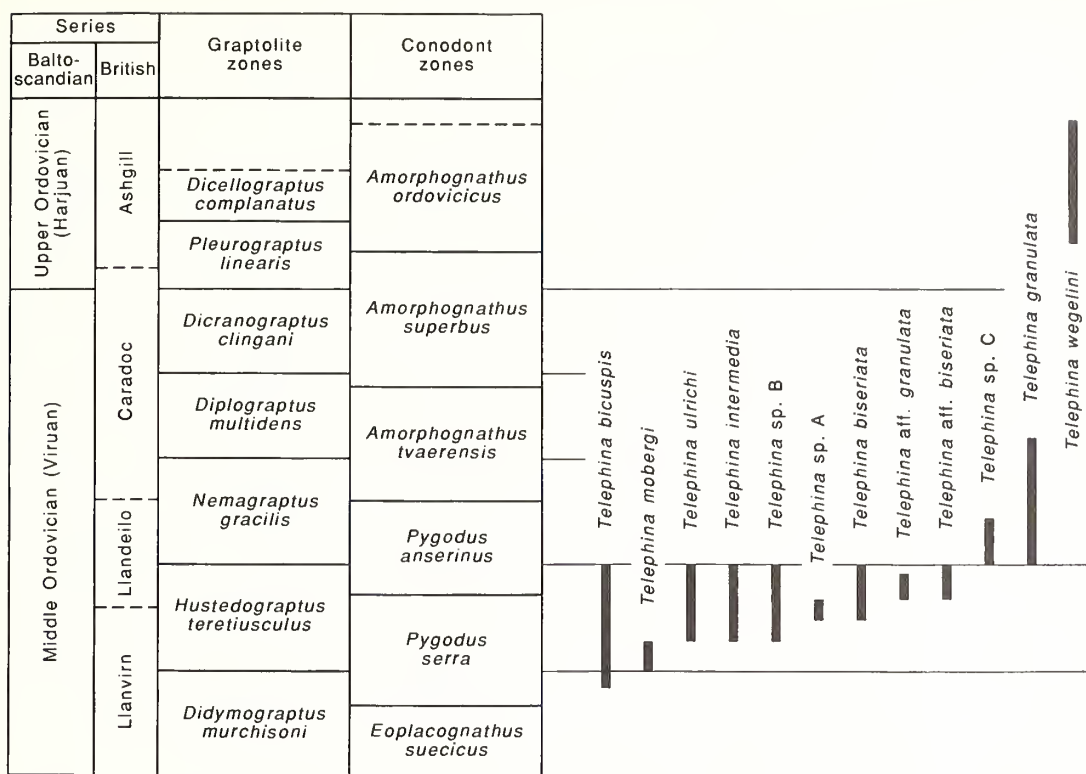 Series
Balto-
scandian
British
Graptolite
zones
Conodont
zones
Upper Ordovician
(Harjuan)
Middle Ordovician (Viruan)
Ashgill
Caradoc
Llandeilo
Llanvirn
Dicellograptus
complanatus
Pleurograptus
linearis
Dicranograptus
clingani
Diplograptus
multidens
Nemagraptus
gracilis
Hustedograptus
teretiusculus
Didymograptus
murchisoni
Amorphognathus
ordovicicus
Amorphognathus
superbus
Amorphognathus
tvaerensis
Pygodus
anserinus
Pygodus
serra
Eoplacognathus
suecicus
Telephina bicuspis
Telephina mobergi
Telephina ulrichi
Telephina intermedia
Telephina sp. B
Telephina sp. A
Telephina biseriata
Telephina aff. granulata
Telephina aff. biseriata
Telephina sp. C
Telephina granulata
Telephina wegelini